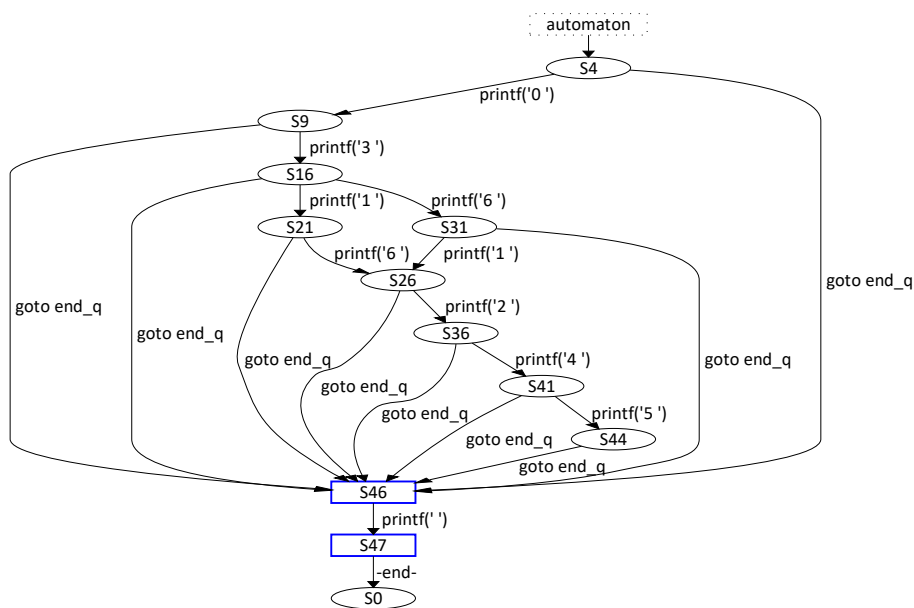 automaton
S4
printf('0 ')
S9
printf('3 ')
S16
printf('1 ')
printf('6 ')
S21
S31
printf('6 ')
printf('1 ')
S26
goto end_q
goto end_q
goto end_q
printf('2 ')
S36
goto end_q
goto end_q
printf('4 ')
goto end_q
S41
goto end_q
printf('5 ')
goto end_q
S44
goto end_q
S46
printf(' ')
S47
-end-
S0